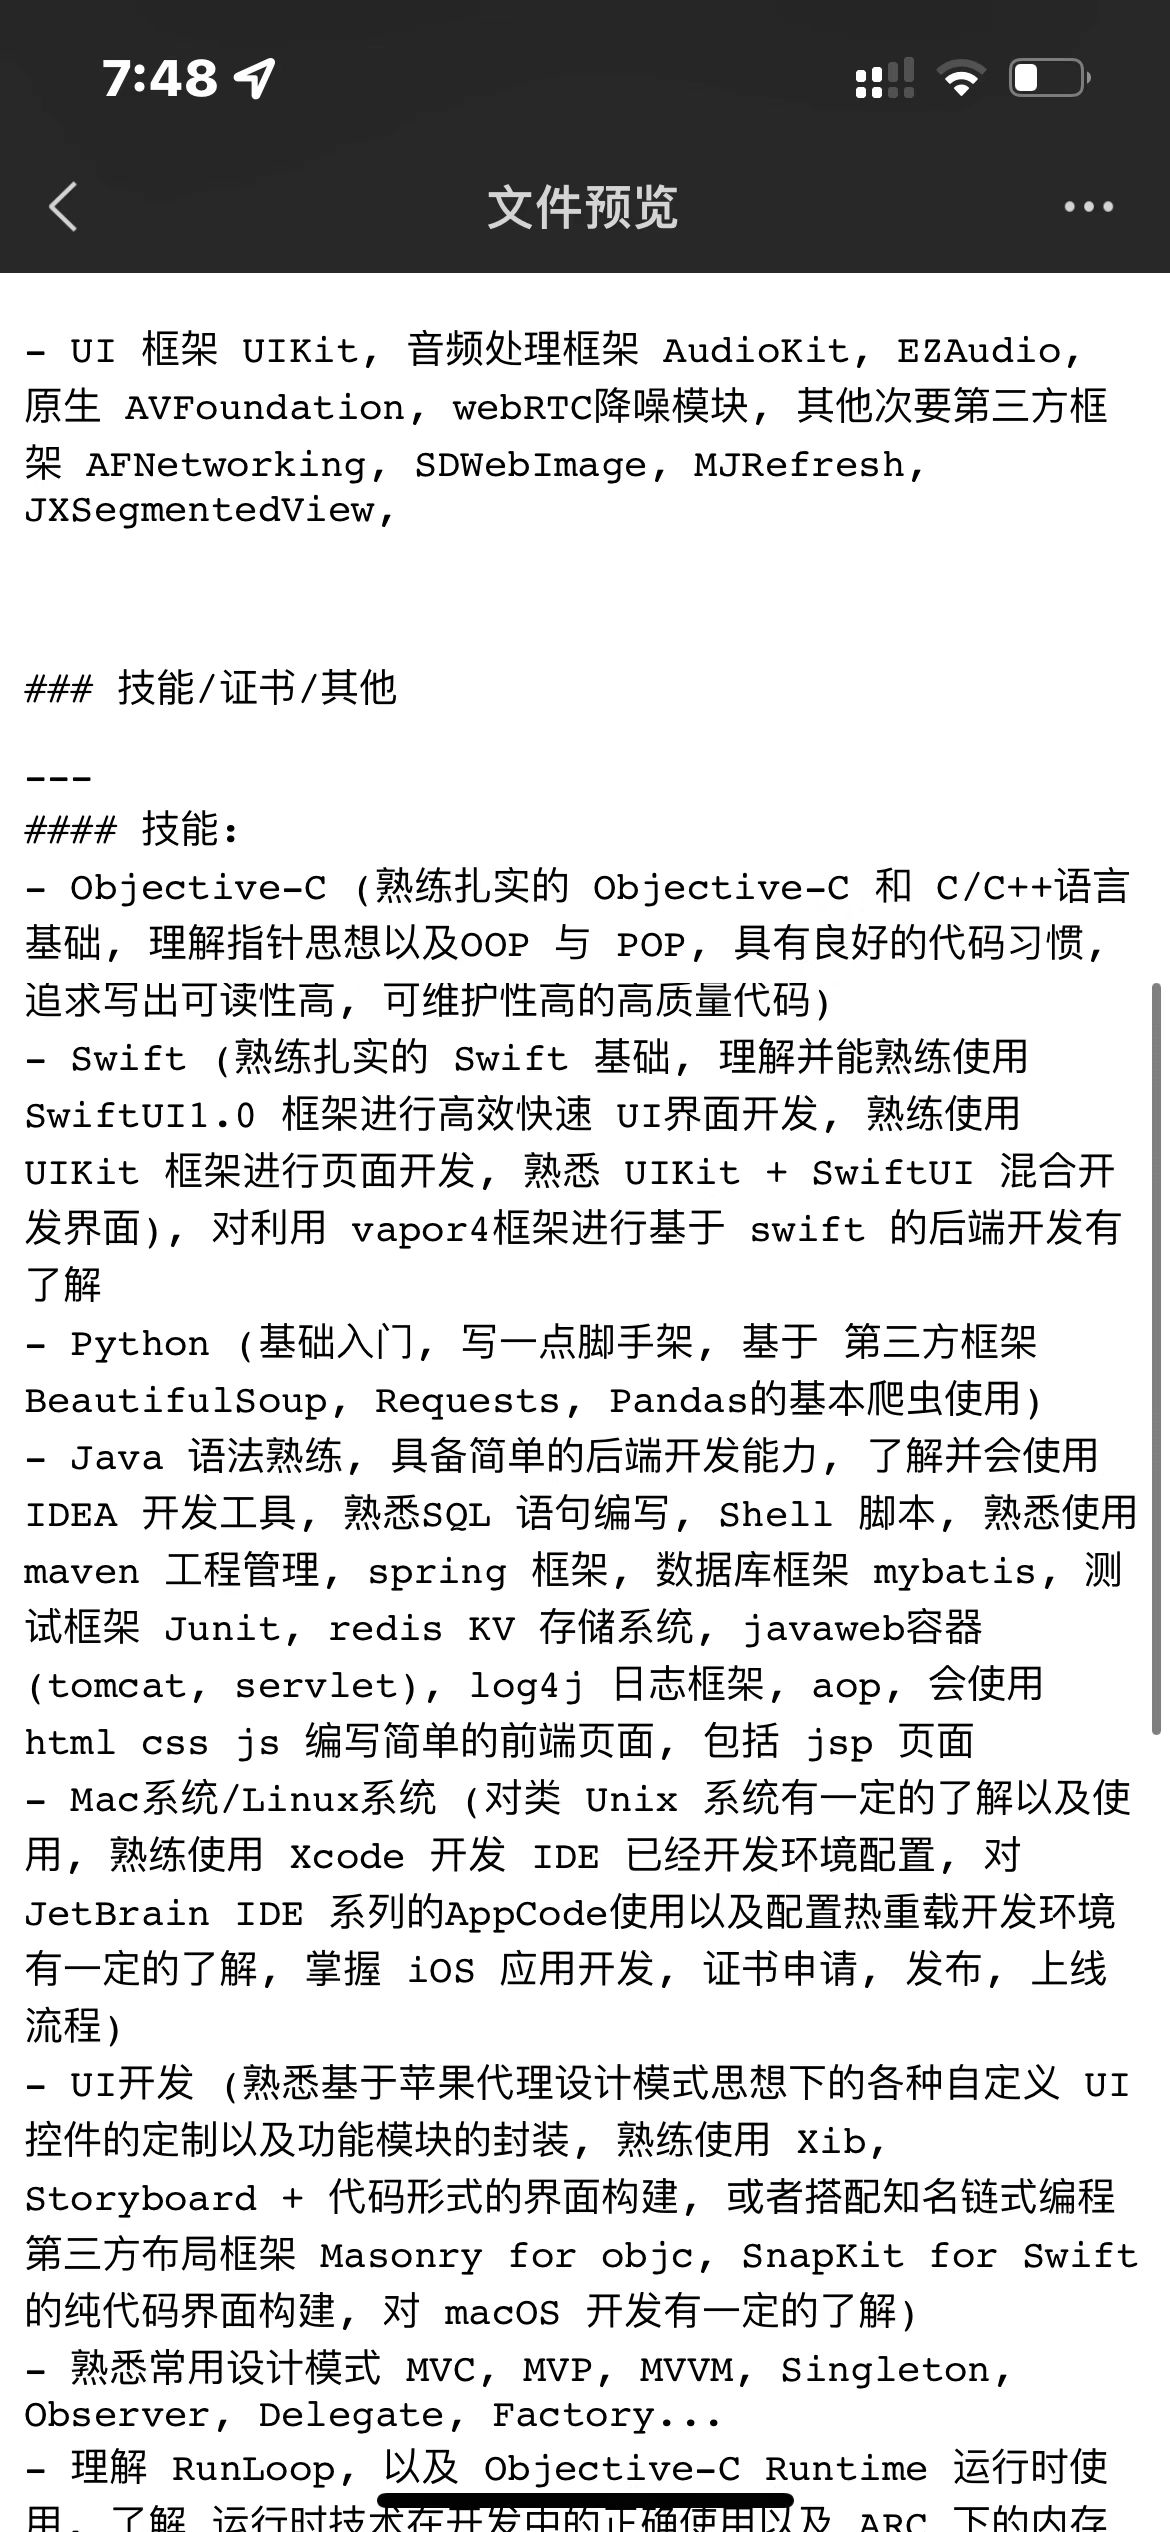 7:48
文件预览
- UI 框架 UIKit, 音频处理框架 AudioKit, EZAudio,
原生 AVFoundation, webRTC降噪模块, 其他次要第三方框
架 AFNetworking, SDWebImage, MJRefresh,
JXSegmentedView,
### 技能/证书/其他
---
#### 技能:
- Objective-C (熟练扎实的 Objective-C 和 C/C++语言
基础, 理解指针思想以及OOP 与 POP, 具有良好的代码习惯,
追求写出可读性高, 可维护性高的高质量代码)
- Swift (熟练扎实的 Swift 基础, 理解并能熟练使用
SwiftUI1.0 框架进行高效快速 UI界面开发, 熟练使用
UIKit 框架进行页面开发, 熟悉 UIKit + SwiftUI 混合开
发界面), 对利用 vapor4框架进行基于 swift 的后端开发有
了解
- Python (基础入门, 写一点脚手架, 基于 第三方框架
BeautifulSoup, Requests, Pandas的基本爬虫使用)
- Java 语法熟练, 具备简单的后端开发能力, 了解并会使用
IDEA 开发工具, 熟悉SQL 语句编写, Shell 脚本, 熟悉使用
maven 工程管理, spring 框架, 数据库框架 mybatis, 测
试框架 Junit, redis KV 存储系统, javaweb容器
(tomcat, servlet), log4j 日志框架, aop, 会使用
html css js 编写简单的前端页面, 包括 jsp 页面
- Mac系统/Linux系统 (对类 Unix 系统有一定的了解以及使
用, 熟练使用 Xcode 开发 IDE 已经开发环境配置, 对
JetBrain IDE 系列的AppCode使用以及配置热重载开发环境
有一定的了解, 掌握 iOS 应用开发, 证书申请, 发布, 上线
流程)
- UI开发 (熟悉基于苹果代理设计模式思想下的各种自定义 UI
控件的定制以及功能模块的封装, 熟练使用 Xib,
Storyboard + 代码形式的界面构建, 或者搭配知名链式编程
第三方布局框架 Masonry for objc, SnapKit for Swift
的纯代码界面构建, 对 macOS 开发有一定的了解)
- 熟悉常用设计模式 MVC, MVP, MVVM, Singleton,
Observer, Delegate, Factory...
- 理解 RunLoop, 以及 Objective-C Runtime 运行时使
用, 了解 运行时技术在开发中的正确使用以及 ARC 下的内存